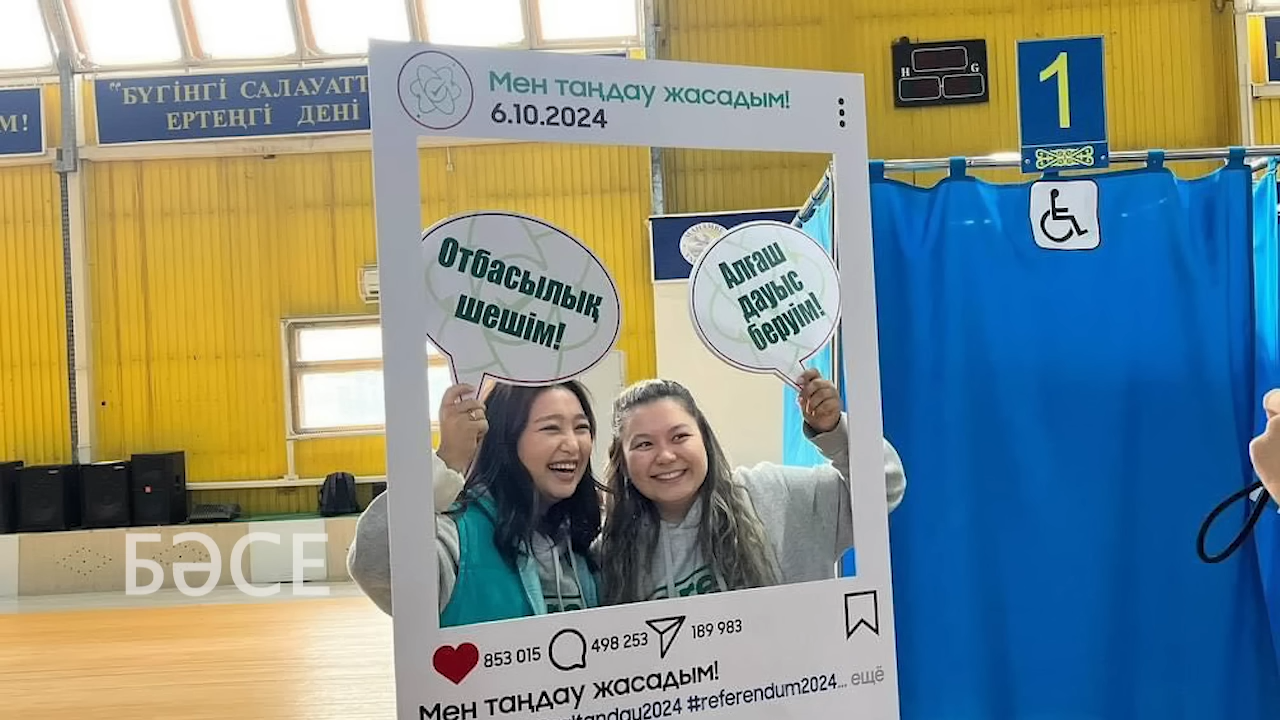 "БҮГІНГІ САЛАУАТТ
ЕРТЕҢГІ ДЕНІ
М!
Мен таңдау жасадым!
6.10.2024
H G
1
Отбасылық
шешім!
Алғаш
дауыс
беруім!
БӘСЕ
853 015 498 253 189 983
Мен таңдау жасадым!
#referendum2024... ещё